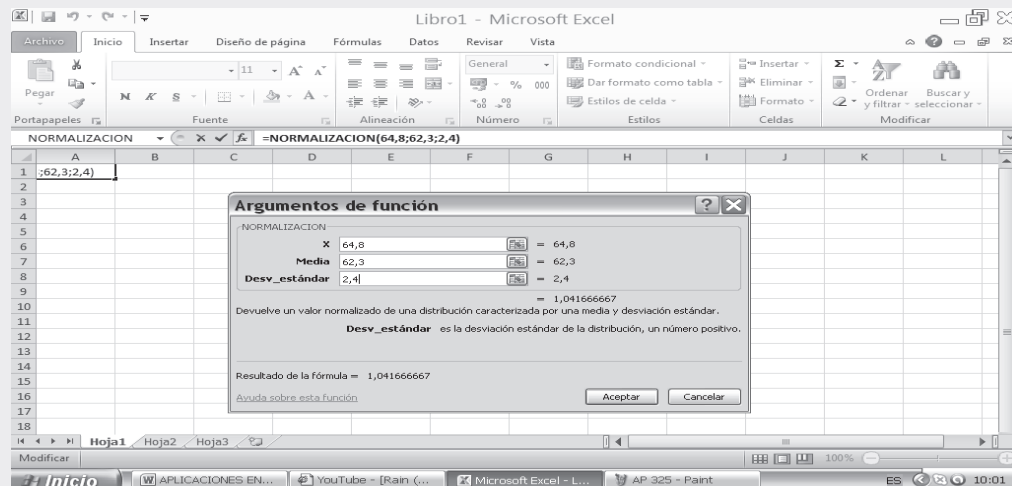 Libro1 - Microsoft Excel
Archivo Inicio Insertar Diseño de página Fórmulas Datos Revisar Vista
Pegar
Portapapeles
11 A A
N K S A
Fuente
Alineación
General
% 000
Número
Formato condicional
Dar formato como tabla
Estilos de celda
Estilos
Insertar
Eliminar
Formato
Celdas
Σ
Ordenar y filtrar
Buscar y seleccionar
Modificar
NORMALIZACION fx =NORMALIZACION(64,8;62,3;2,4)
A B C D E F G H I J K L
1 ;62,3;2,4)
2
3
4
5
6
7
8
9
10
11
12
13
14
15
16
17
18
Argumentos de función
NORMALIZACION
X 64,8 = 64,8
Media 62,3 = 62,3
Desv_estándar 2,4 = 2,4
= 1,041666667
Devuelve un valor normalizado de una distribución caracterizada por una media y desviación estándar.
Desv_estándar es la desviación estándar de la distribución, un número positivo.
Resultado de la fórmula = 1,041666667
Ayuda sobre esta función
Aceptar Cancelar
Hoja1 Hoja2 Hoja3
Modificar 100%
Inicio APLICACIONES EN... YouTube - [Rain (... Microsoft Excel - L... AP 325 - Paint ES 10:01